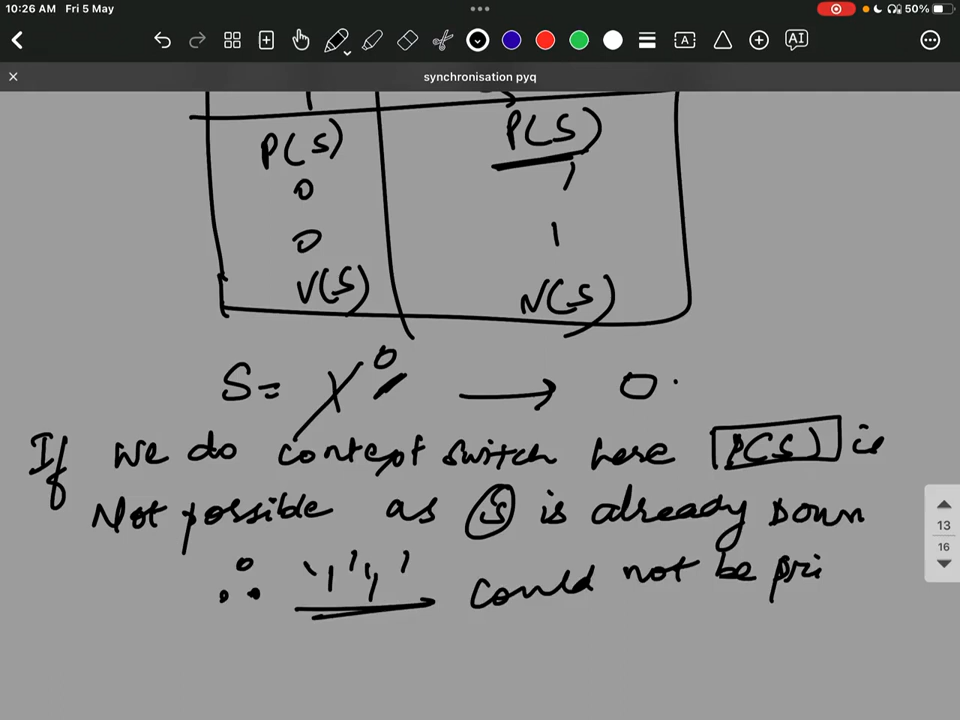 10:26 AM Fri 5 May
50%
A
AI
synchronisation pyq
1
P(S) P(S)
0 1
0 1
V(S) V(S)
S= X 0 → 0.
If we do context switch here P(S) is
Not possible as S is already Down
∴ 1,1,1,1 could not be pri
13
16